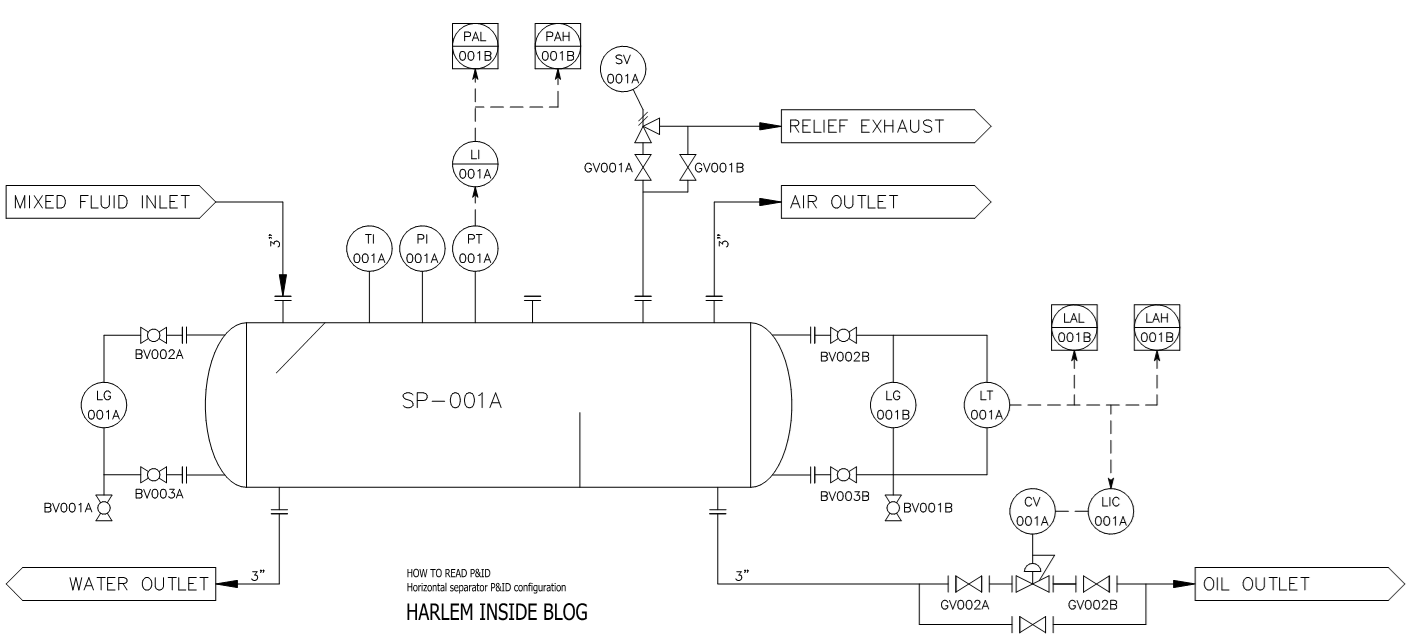 PAL
001B
PAH
001B
SV
001A
RELIEF EXHAUST
LI
001A
GV001A
GV001B
MIXED FLUID INLET
AIR OUTLET
3"
3"
TI
001A
PI
001A
PT
001A
LAL
001B
LAH
001B
BV002A
BV002B
LG
001A
SP-001A
LG
001B
LT
001A
BV003A
BV003B
BV001A
BV001B
CV
001A
LIC
001A
WATER OUTLET
3"
HOW TO READ P&ID
Horizontal separator P&ID configuration
HARLEM INSIDE BLOG
3"
GV002A
GV002B
OIL OUTLET